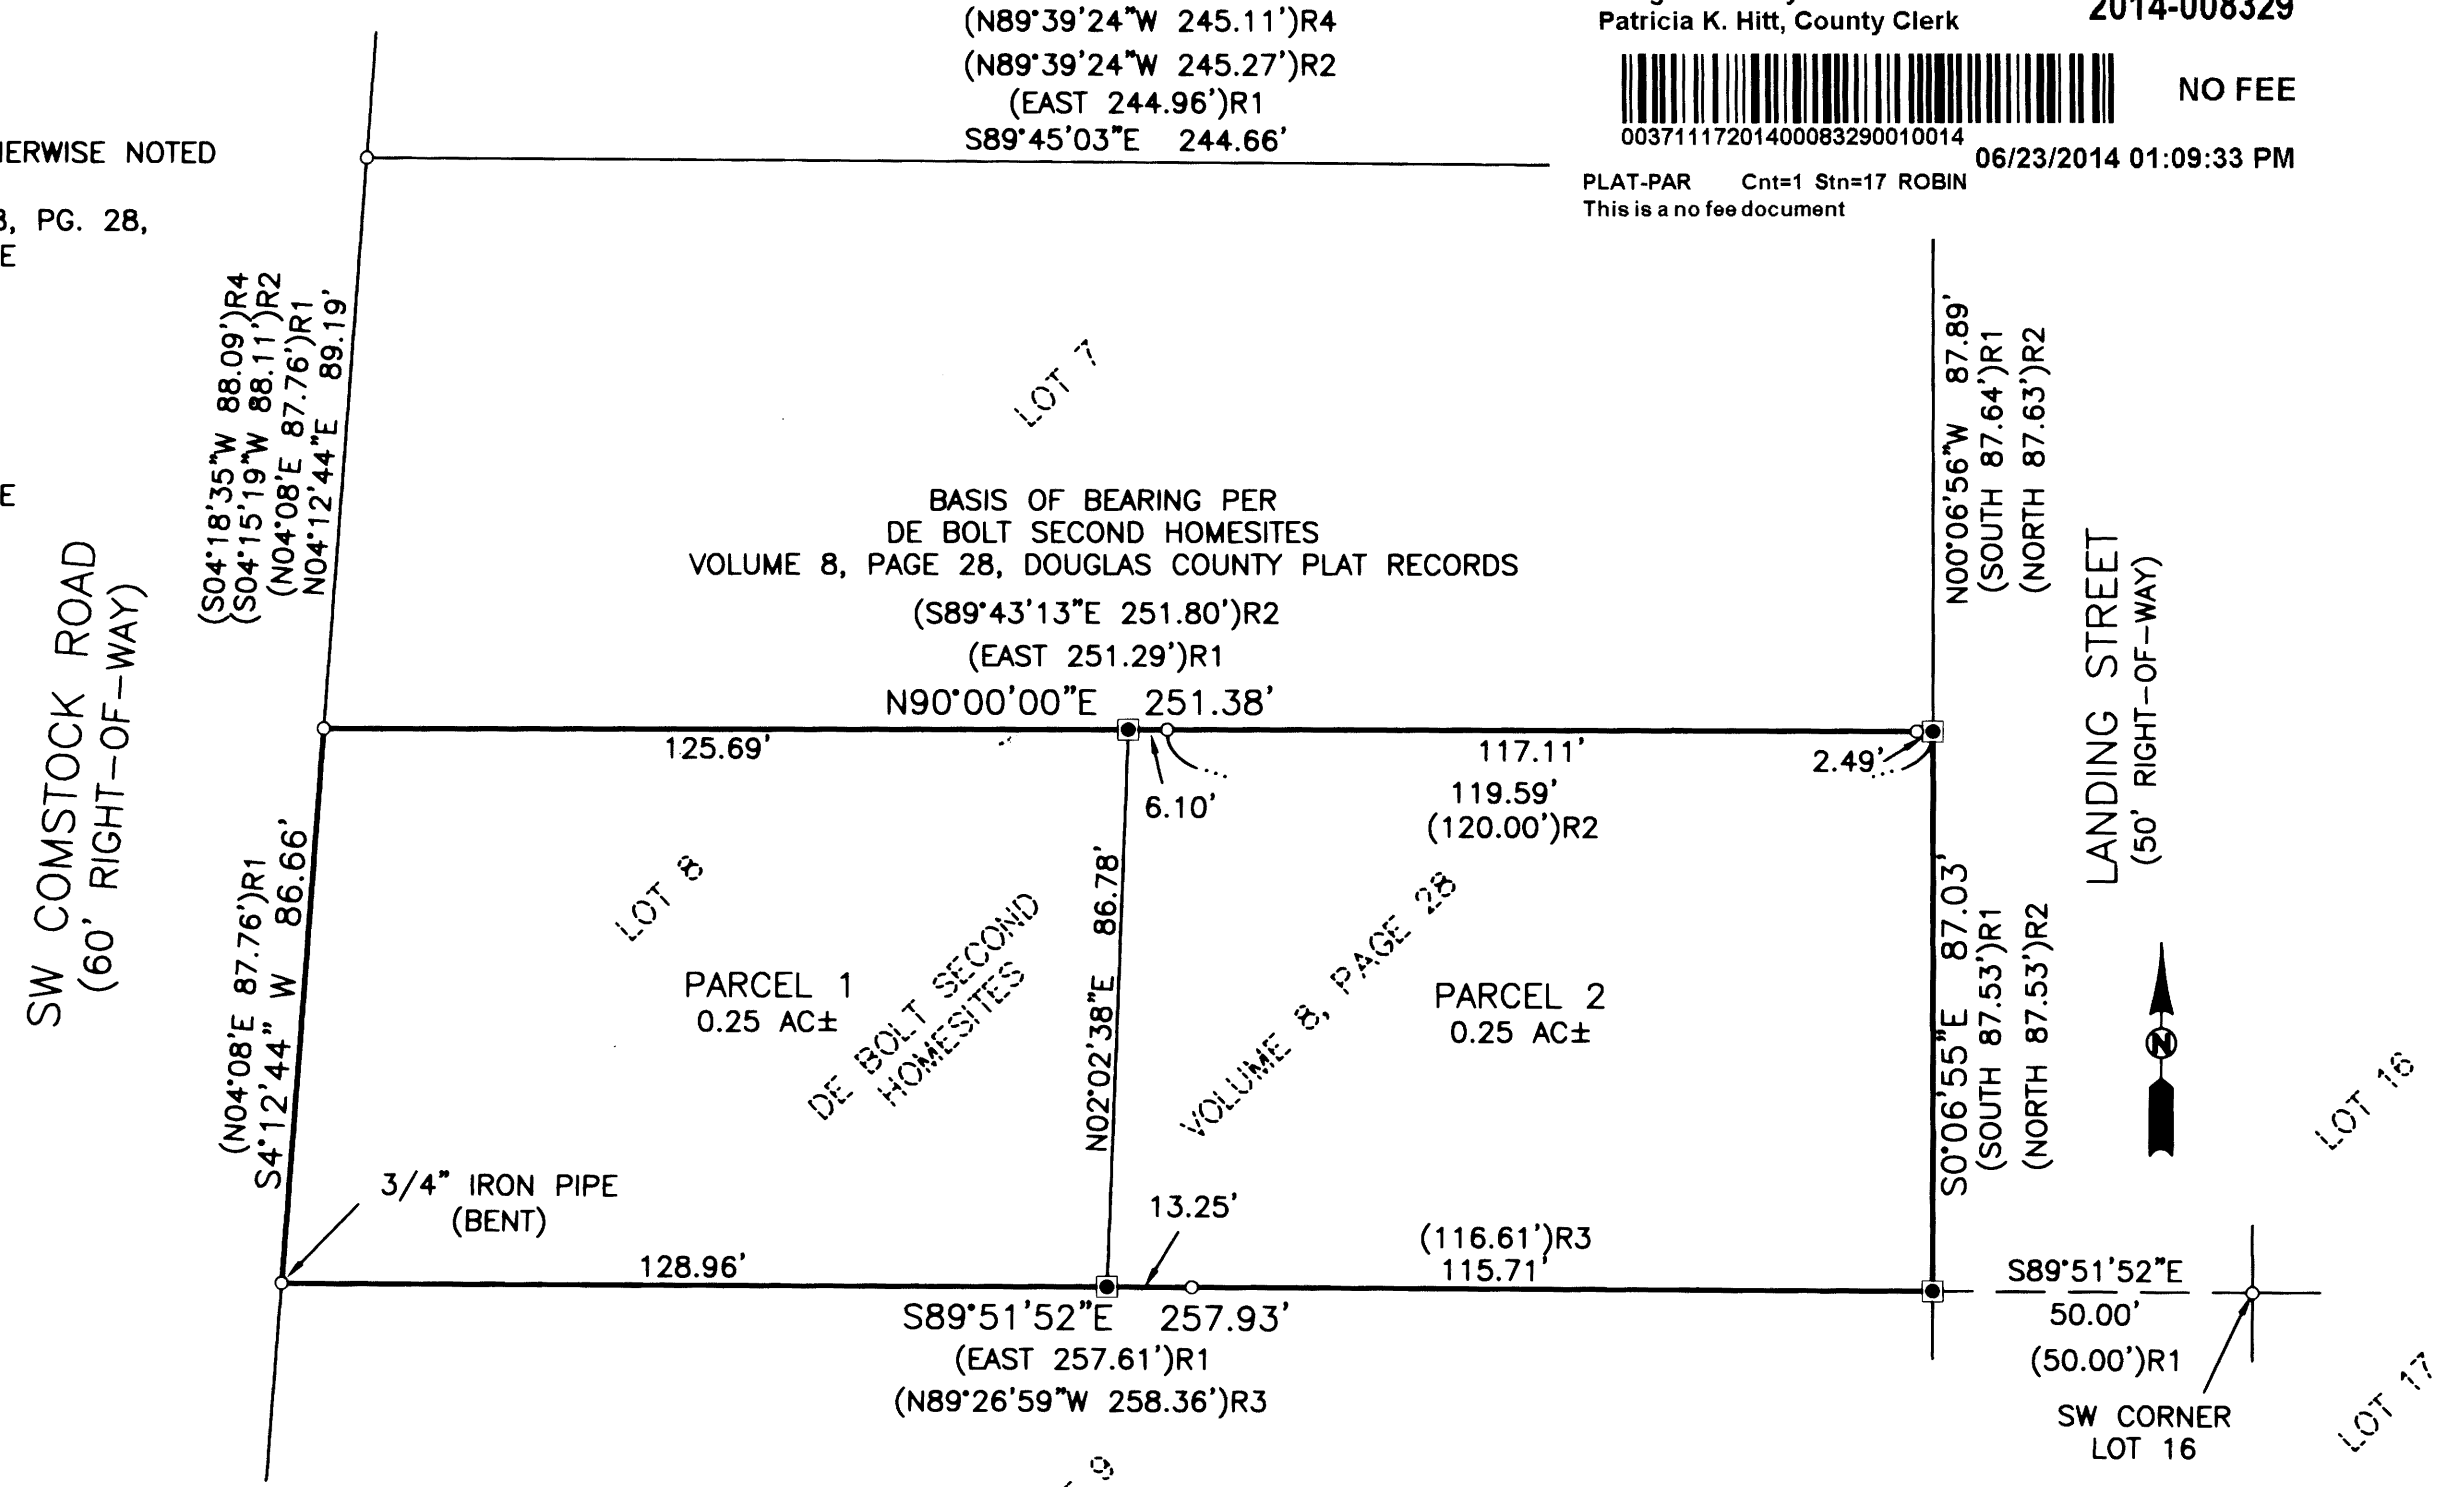 (N89°39'24"W 245.11')R4
(N89°39'24"W 245.27')R2
(EAST 244.96')R1
S89°45'03"E 244.66'
Patricia K. Hitt, County Clerk
2014-008329
NO FEE
00371117201400083290010014
06/23/2014 01:09:33 PM
PLAT-PAR Cnt=1 Stn=17 ROBIN
This is a no fee document
NOTED
PG. 28,
E
E
(S04°18'35"W 88.09')R4
(S04°15'19"W 88.11')R2
(N04°08'E 87.76')R1
N04°12'44"E 89.19'
LOT 7
N00°06'56"W 87.89'
(SOUTH 87.64')R1
(NORTH 87.63')R2
BASIS OF BEARING PER
DE BOLT SECOND HOMESITES
VOLUME 8, PAGE 28, DOUGLAS COUNTY PLAT RECORDS
(S89°43'13"E 251.80')R2
(EAST 251.29')R1
N90°00'00"E 251.38'
SW COMSTOCK ROAD
(60' RIGHT-OF-WAY)
LANDING STREET
(50' RIGHT-OF-WAY)
125.69'
6.10'
117.11'
2.49'
119.59'
(120.00')R2
(N04°08'E 87.76')R1
S4°12'44" W 86.66'
LOT 8
PARCEL 1
0.25 AC±
DE BOLT SECOND
HOMESITES
N02°02'38"E 86.78'
VOLUME 8, PAGE 28
PARCEL 2
0.25 AC±
S0°06'55"E 87.03'
(SOUTH 87.53')R1
(NORTH 87.53')R2
N
LOT 16
3/4" IRON PIPE
(BENT)
13.25'
128.96'
(116.61')R3
115.71'
S89°51'52"E 257.93'
(EAST 257.61')R1
(N89°26'59"W 258.36')R3
S89°51'52"E
50.00'
(50.00')R1
SW CORNER
LOT 16
LOT 17
9